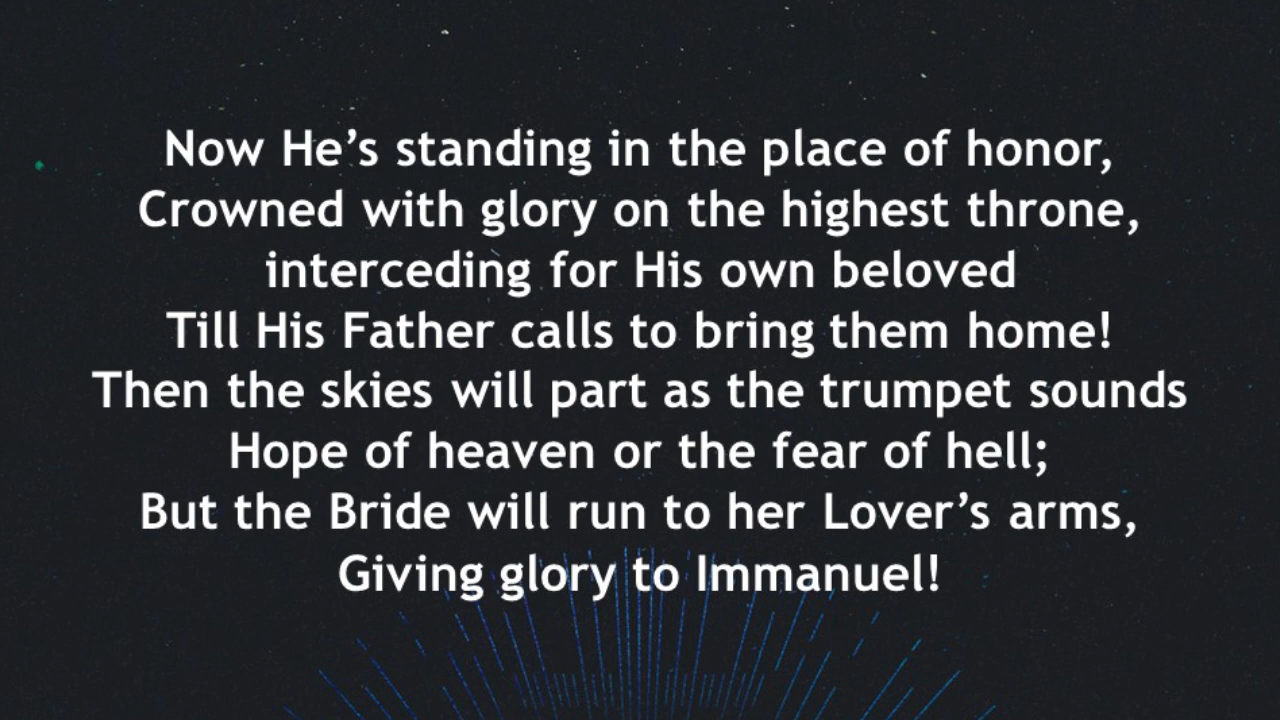 Now He’s standing in the place of honor,
Crowned with glory on the highest throne,
interceding for His own beloved
Till His Father calls to bring them home!
Then the skies will part as the trumpet sounds
Hope of heaven or the fear of hell;
But the Bride will run to her Lover’s arms,
Giving glory to Immanuel!